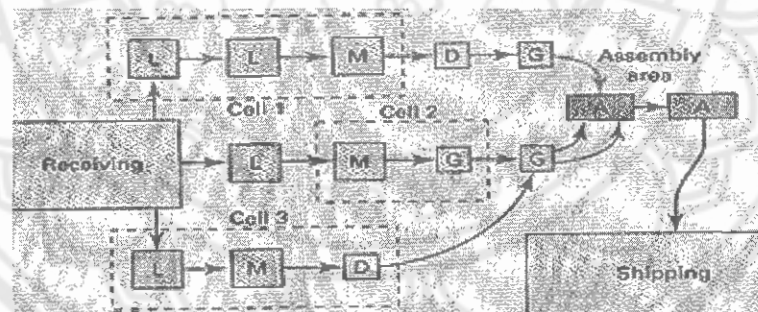 L L M D G
Assembly
area
Cell 1
Cell 2
A A
Receiving
L M G G
Cell 3
L M D
Shipping